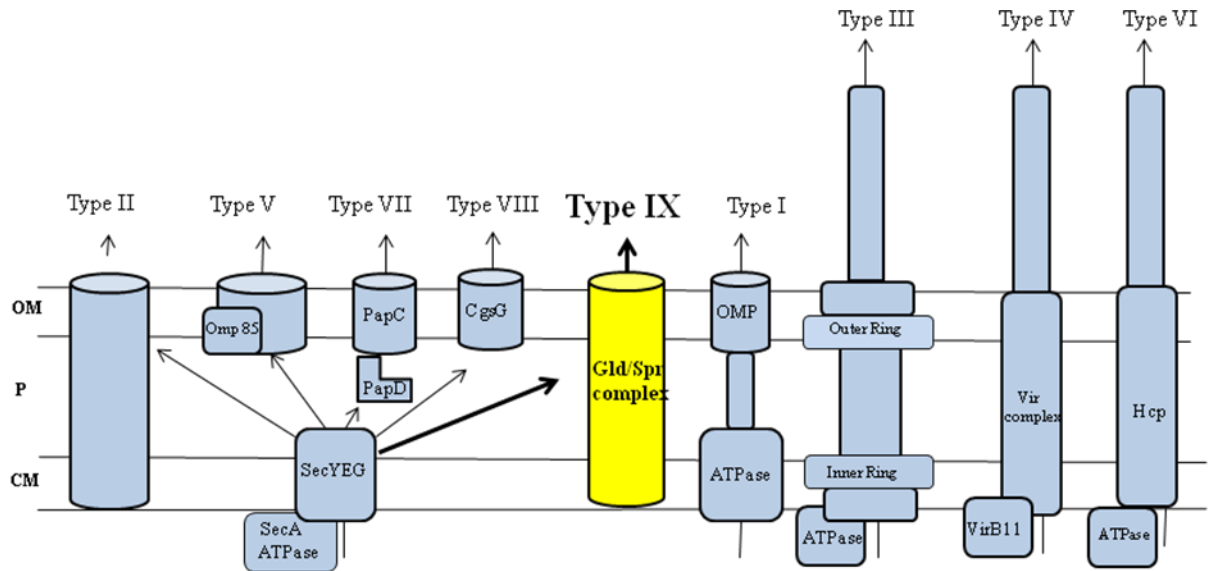 Type III
Type IV
Type VI
Type II
Type V
Type VII
Type VIII
Type IX
Type I
OM
Omp85
PapC
CgsG
OMP
Outer Ring
P
PapD
Gld/Spr
complex
Vir
complex
Hcp
CM
SecYEG
ATPase
Inner Ring
SecA
ATPase
ATPase
VirB11
ATPase